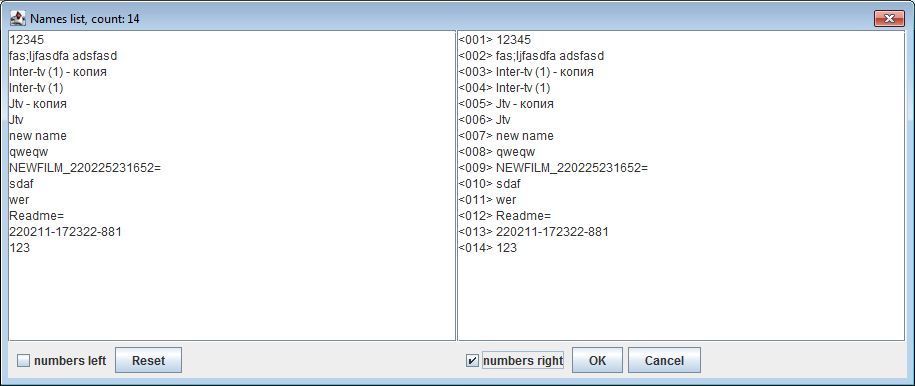 Names list, count: 14
12345
fas;ljfasdfa adsfasd
Inter-tv (1) - копия
Inter-tv (1)
Jtv - копия
Jtv
new name
qweqw
NEWFILM_220225231652=
sdaf
wer
Readme=
220211-172322-881
123
<001> 12345
<002> fas;ljfasdfa adsfasd
<003> Inter-tv (1) - копия
<004> Inter-tv (1)
<005> Jtv - копия
<006> Jtv
<007> new name
<008> qweqw
<009> NEWFILM_220225231652=
<010> sdaf
<011> wer
<012> Readme=
<013> 220211-172322-881
<014> 123
numbers left Reset numbers right OK Cancel